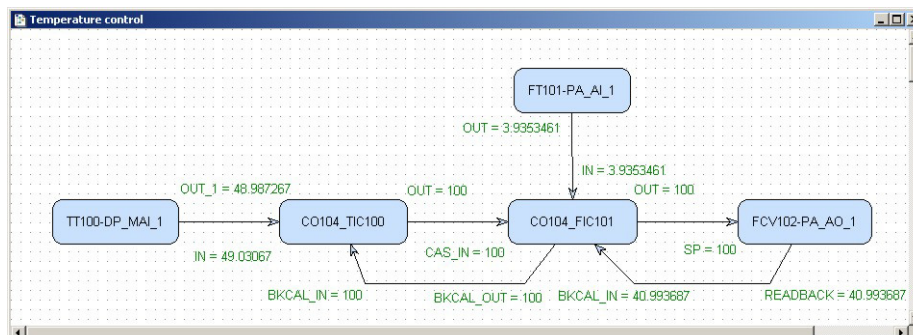 Temperature control
FT101-PA_AI_1
OUT = 3.9353461
IN = 3.9353461
OUT_1 = 48.987267
OUT = 100
OUT = 100
TT100-DP_MAI_1
CO104_TIC100
CO104_FIC101
FCV102-PA_AO_1
IN = 49.03067
CAS_IN = 100
SP = 100
BKCAL_IN = 100
BKCAL_OUT = 100
BKCAL_IN = 40.993687
READBACK = 40.993687